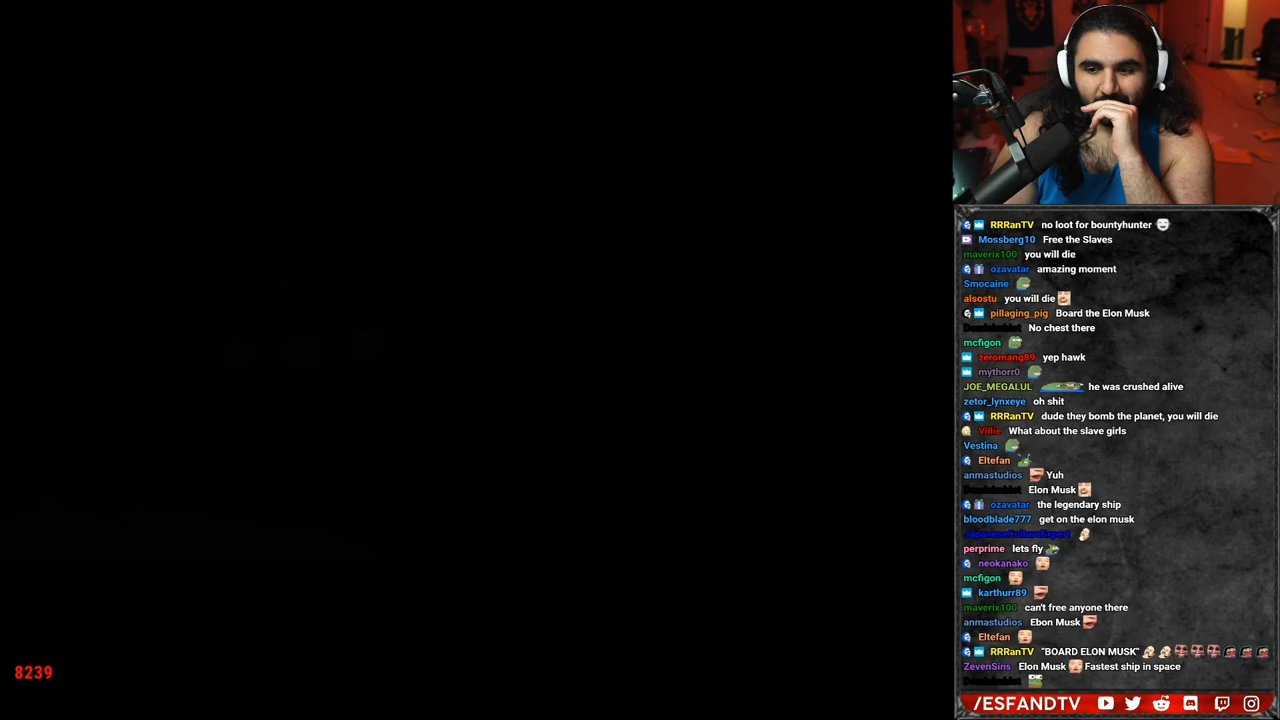 RRRanTV no loot for bountyhunter
Mossberg10 Free the Slaves
maverix100 you will die
ozavatar amazing moment
Smocaine
alsostu you will die
pillaging_pig Board the Elon Musk
No chest there
mcfigon
zeromang89 yep hawk
mythorr0
JOE_MEGALUL he was crushed alive
zetor_lynxeye oh shit
RRRanTV dude they bomb the planet, you will die
Villie What about the slave girls
Vestina
Eltefan
anmastudios Yuh
Elon Musk
ozavatar the legendary ship
bloodblade777 get on the elon musk
perprime lets fly
neokanako
mcfigon
karthurr89
maverix100 can't free anyone there
anmastudios Ebon Musk
Eltefan
RRRanTV "BOARD ELON MUSK"
ZevenSins Elon Musk Fastest ship in space
8239
/ESFANDTV